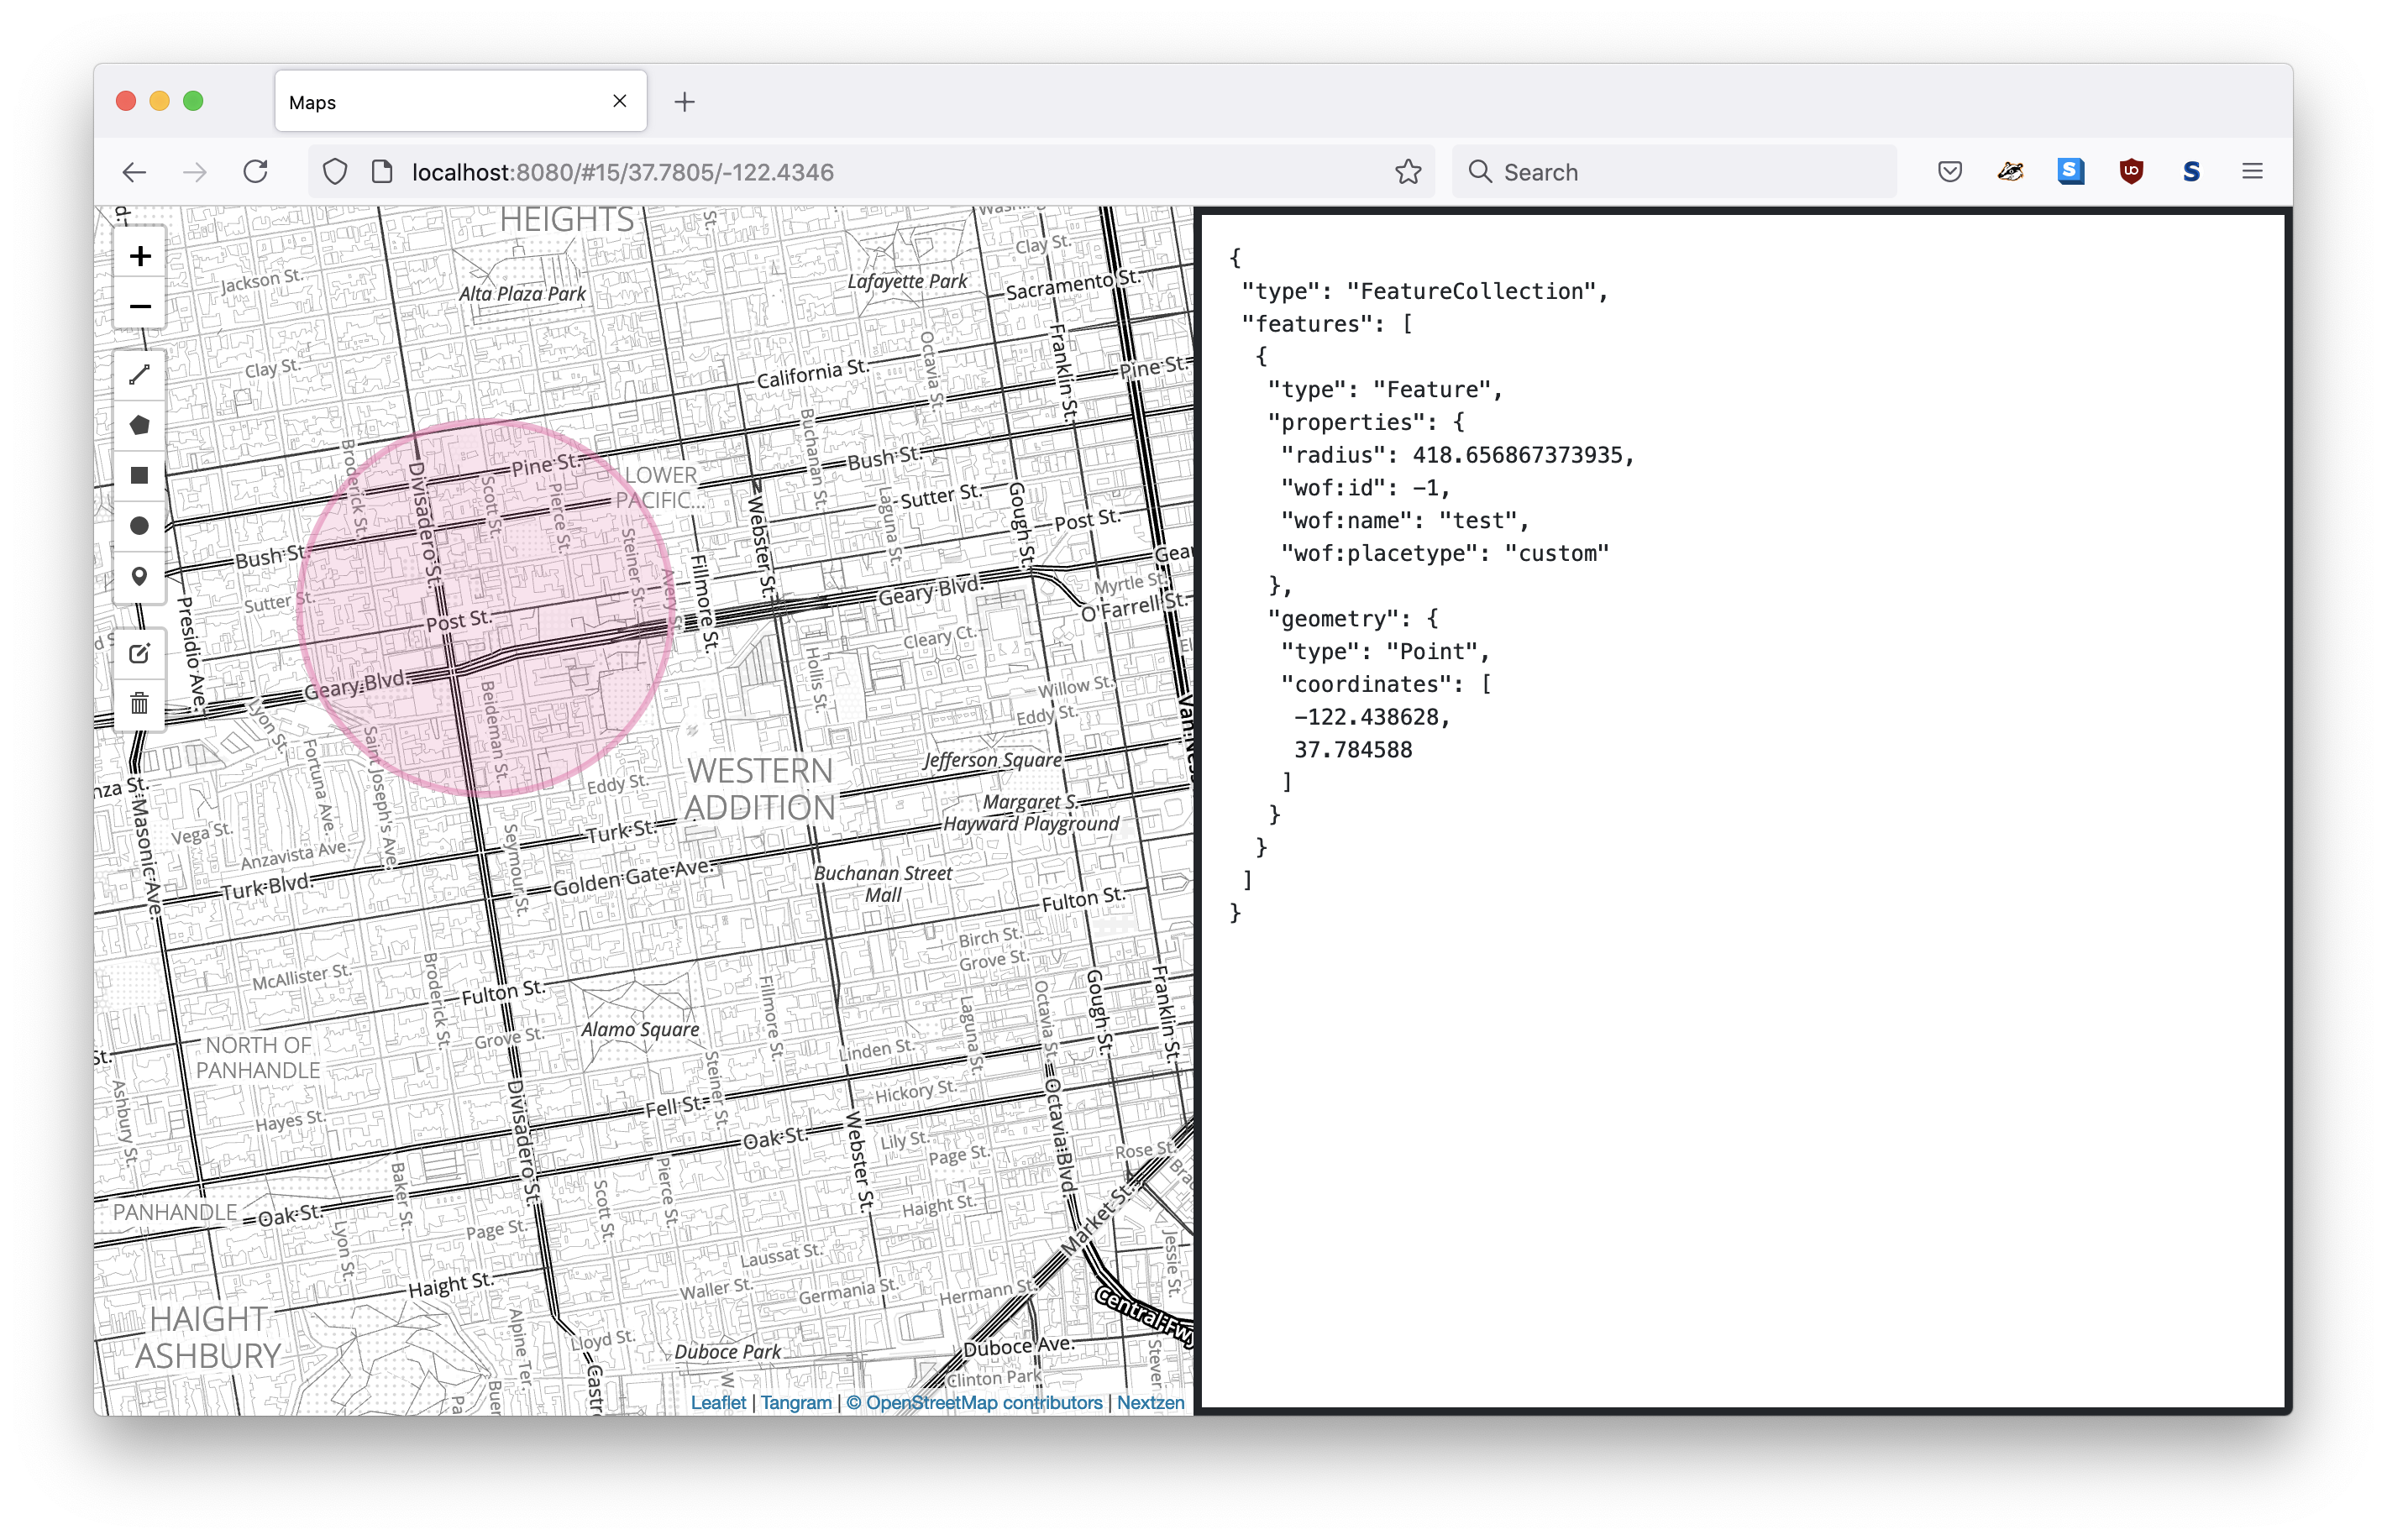 Maps
localhost:8080/#15/37.7805/-122.4346
Search
d.
HEIGHTS
St.
Clay St.
Jackson St.
Alta Plaza Park
Lafayette Park
Sacramento St.
Clay St.
California St.
Octavia St.
Franklin St.
Pine St.
Broderick St.
Divisadero St.
Pine St.
Scott St.
Pierce St.
LOWER
PACIFIC...
Buchanan St.
Bush St.
Sutter St.
Laguna St.
Webster St.
Gough St.
Post St.
Bush St.
Steiner St.
Avery St.
Fillmore St.
Geary Blvd.
Myrtle St.
O'Farrell St.
Sutter St.
Presidio Ave.
Post St.
Cleary Ct.
Hollis St.
Geary Blvd.
Beideman St.
Willow St.
Eddy St.
Van Ness
Lyon St.
Fortuna Ave.
Saint Joseph's Ave.
WESTERN
ADDITION
Jefferson Square
Eddy St.
Margaret S.
Hayward Playground
nza St.
Masonic Ave.
Vega St.
Anzavista Ave.
Turk St.
Seymour St.
Turk Blvd.
Golden Gate Ave.
Buchanan Street
Mall
Fulton St.
Birch St.
Grove St.
McAllister St.
Broderick St.
Fulton St.
Fillmore St.
Laguna St.
Octavia St.
Gough St.
Franklin St.
Alamo Square
Grove St.
Linden St.
St.
NORTH OF
PANHANDLE
Steiner St.
Ashbury St.
Hayes St.
Divisadero St.
Fell St.
Hickory St.
Octavia Blvd.
Oak St.
Webster St.
Lily St.
Page St.
Rose St.
Baker St.
Pierce St.
Scott St.
PANHANDLE
Oak St.
Lyon St.
Page St.
Haight St.
Market St.
Jessie St.
Laussat St.
Haight St.
Waller St.
Germania St.
Hermann St.
Central Fwy
HAIGHT
ASHBURY
Alpine Ter.
Lloyd St.
Duboce Park
Duboce Ave.
Clinton Park
Leaflet | Tangram | © OpenStreetMap contributors | Nextzen
{
"type": "FeatureCollection",
"features": [
{
"type": "Feature",
"properties": {
"radius": 418.656867373935,
"wof:id": -1,
"wof:name": "test",
"wof:placetype": "custom"
},
"geometry": {
"type": "Point",
"coordinates": [
-122.438628,
37.784588
]
}
}
]
}